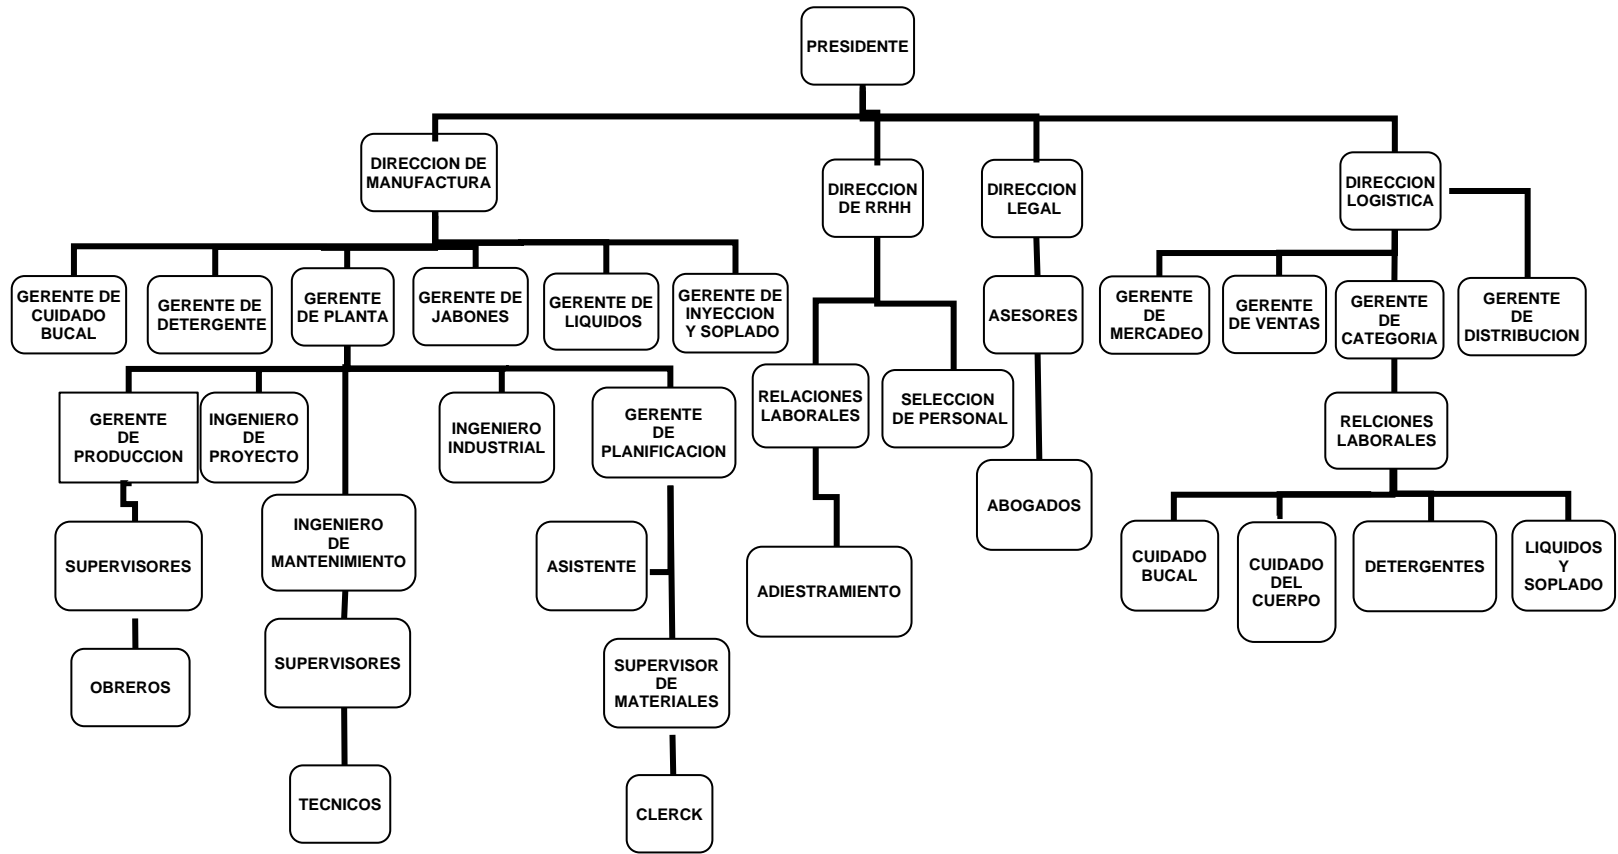 PRESIDENTE
DIRECCION DE
MANUFACTURA
DIRECCION
DE RRHH
DIRECCION
LEGAL
DIRECCION
LOGISTICA
GERENTE DE
CUIDADO
BUCAL
GERENTE DE
DETERGENTE
GERENTE
DE PLANTA
GERENTE DE
JABONES
GERENTE DE
LIQUIDOS
GERENTE DE
INYECCION
Y SOPLADO
ASESORES
GERENTE
DE
MERCADEO
GERENTE
DE VENTAS
GERENTE
DE
CATEGORIA
GERENTE
DE
DISTRIBUCION
GERENTE
DE
PRODUCCION
INGENIERO
DE
PROYECTO
INGENIERO
INDUSTRIAL
GERENTE
DE
PLANIFICACION
RELACIONES
LABORALES
SELECCION
DE PERSONAL
RELCIONES
LABORALES
SUPERVISORES
INGENIERO
DE
MANTENIMIENTO
ASISTENTE
ADIESTRAMIENTO
ABOGADOS
CUIDADO
BUCAL
CUIDADO
DEL
CUERPO
DETERGENTES
LIQUIDOS
Y
SOPLADO
OBREROS
SUPERVISORES
SUPERVISOR
DE
MATERIALES
TECNICOS
CLERCK